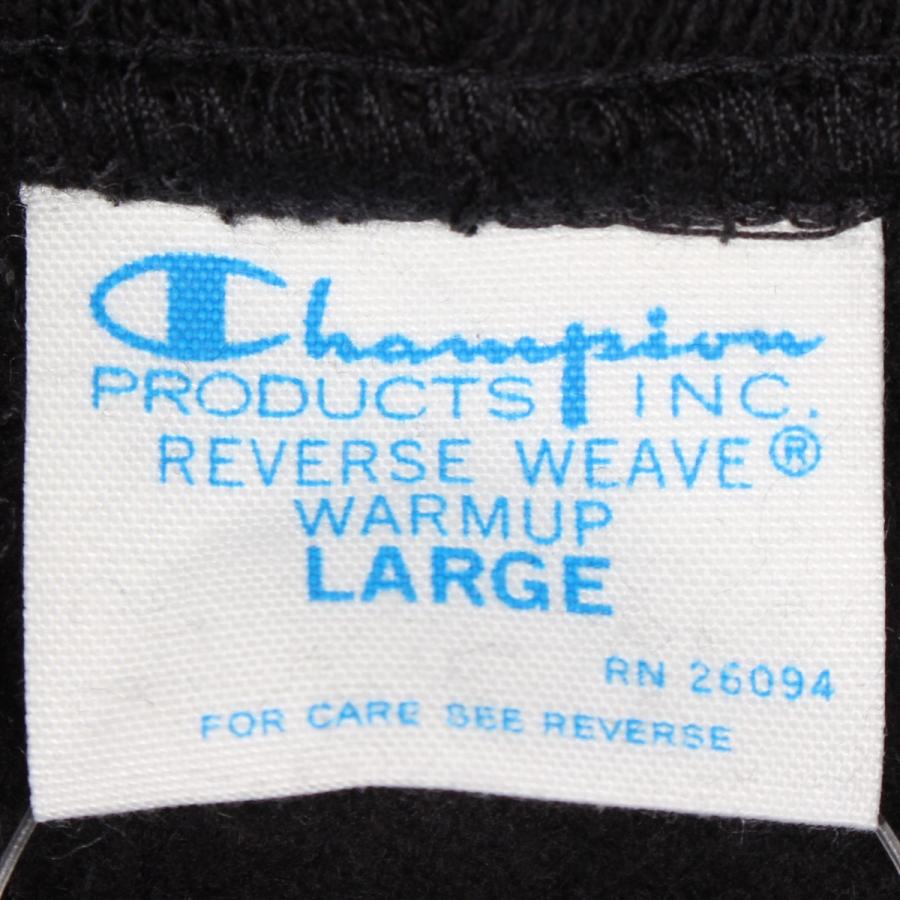 Champion
PRODUCTS INC.
REVERSE WEAVE®
WARMUP
LARGE
RN 26094
FOR CARE SEE REVERSE